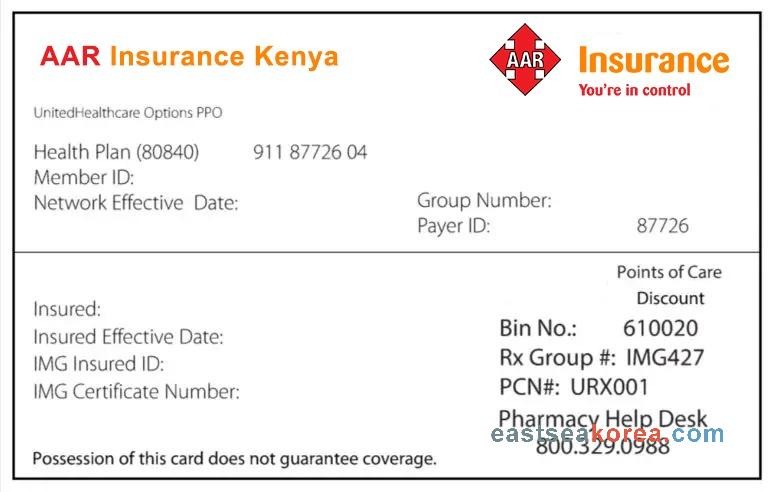 AAR Insurance Kenya
AAR
Insurance
You're in control
UnitedHealthcare Options PPO
Health Plan (80840) 911 87726 04
Member ID:
Network Effective Date:
Group Number:
Payer ID: 87726
Points of Care
Discount
Insured:
Insured Effective Date:
IMG Insured ID:
IMG Certificate Number:
Bin No.: 610020
Rx Group #: IMG427
PCN#: URX001
Pharmacy Help Desk
eastseakorea.com
800.329.0988
Possession of this card does not guarantee coverage.